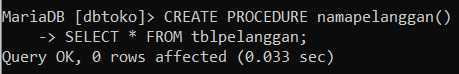 MariaDB [dbtoko]> CREATE PROCEDURE namapelanggan()
    -> SELECT * FROM tblpelanggan;
Query OK, 0 rows affected (0.033 sec)